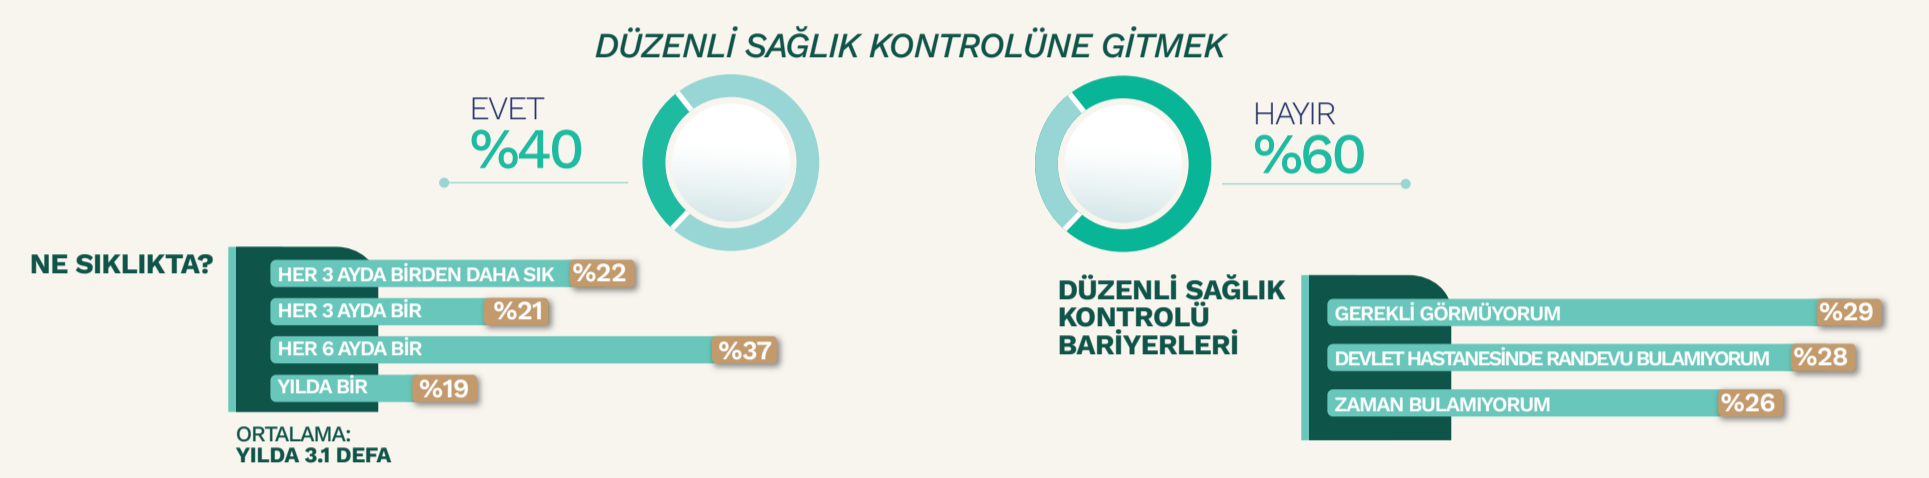 DÜZENLİ SAĞLIK KONTROLÜNE GİTMEK
EVET
%40
HAYIR
%60
NE SIKLIKTA?
HER 3 AYDA BİRDEN DAHA SIK %22
HER 3 AYDA BİR %21
HER 6 AYDA BİR %37
YILDA BİR %19
ORTALAMA:
YILDA 3.1 DEFA
DÜZENLİ SAĞLIK
KONTROLÜ
BARİYERLERİ
GEREKLİ GÖRMÜYORUM %29
DEVLET HASTANESİNDE RANDEVU BULAMIYORUM %28
ZAMAN BULAMIYORUM %26